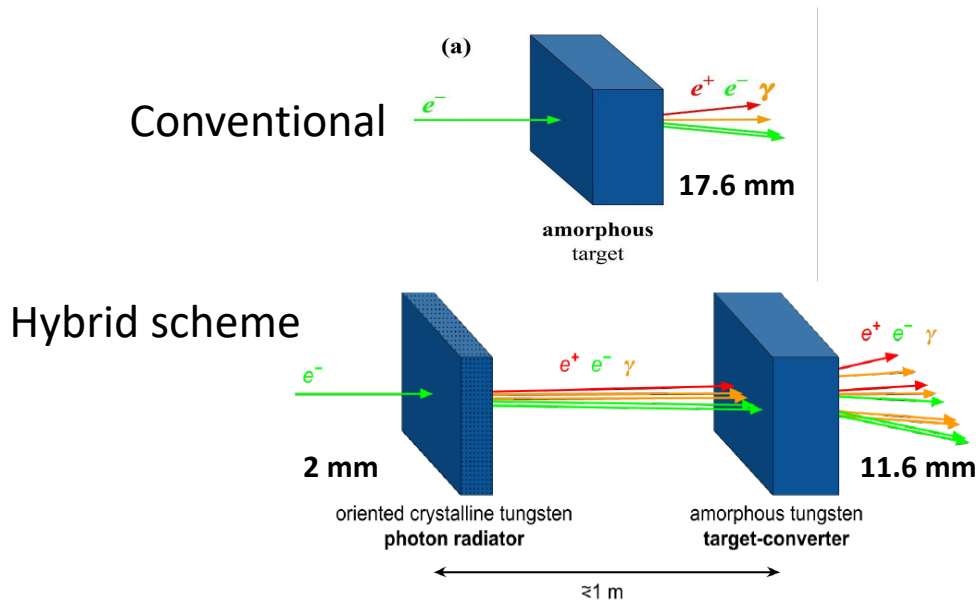 (a)
Conventional
e⁻
e⁺ e⁻ γ
17.6 mm
amorphous
target
Hybrid scheme
e⁻
e⁺ e⁻ γ
e⁺ e⁻ γ
2 mm
11.6 mm
oriented crystalline tungsten
photon radiator
amorphous tungsten
target-converter
≂1 m